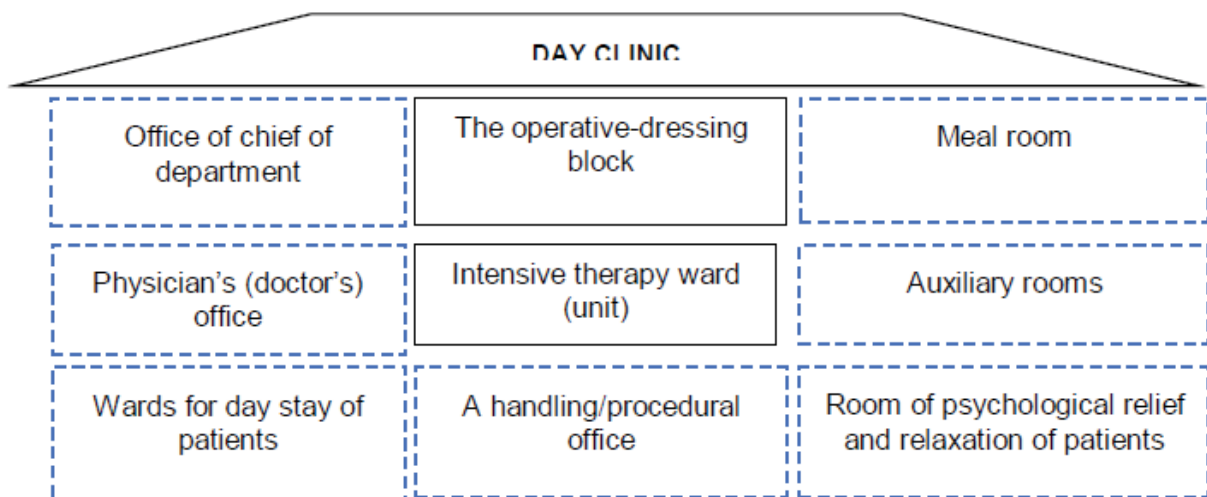 DAY CLINIC
Office of chief of
department
The operative-dressing
block
Meal room
Physician's (doctor's)
office
Intensive therapy ward
(unit)
Auxiliary rooms
Wards for day stay of
patients
A handling/procedural
office
Room of psychological relief
and relaxation of patients